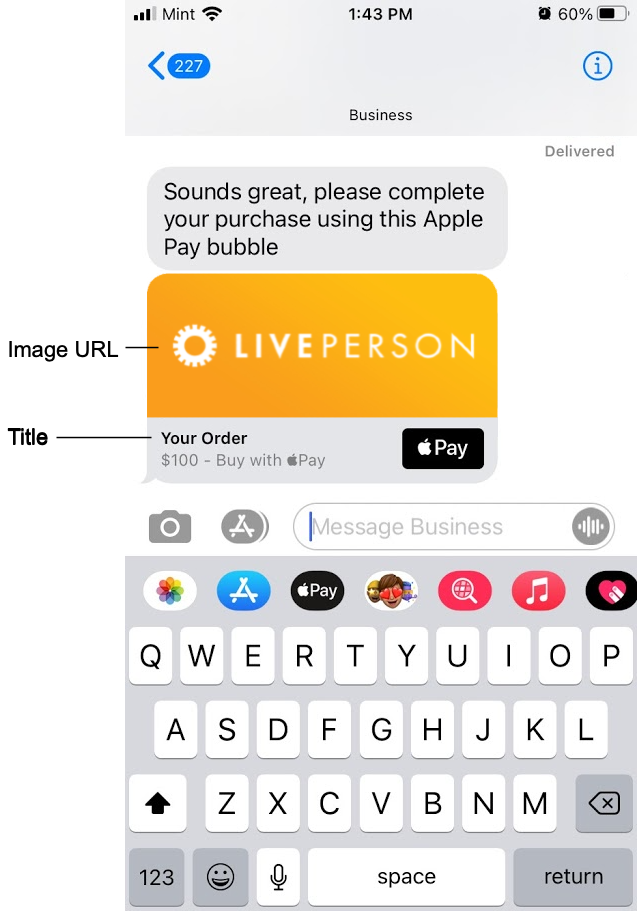 Mint 1:43 PM 60%
227
Business
Delivered
Sounds great, please complete
your purchase using this Apple
Pay bubble
Image URL
LIVEPERSON
Title
Your Order
$100 - Buy with Pay
Pay
Message Business
Pay
Q W E R T Y U I O P
A S D F G H J K L
Z X C V B N M
123 space return